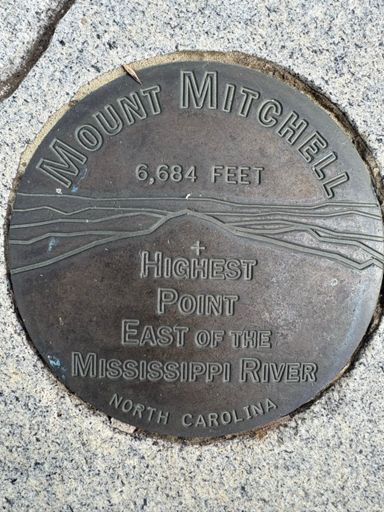 MOUNT MITCHELL
6,684 FEET
+
HIGHEST
POINT
EAST OF THE
MISSISSIPPI RIVER
NORTH CAROLINA